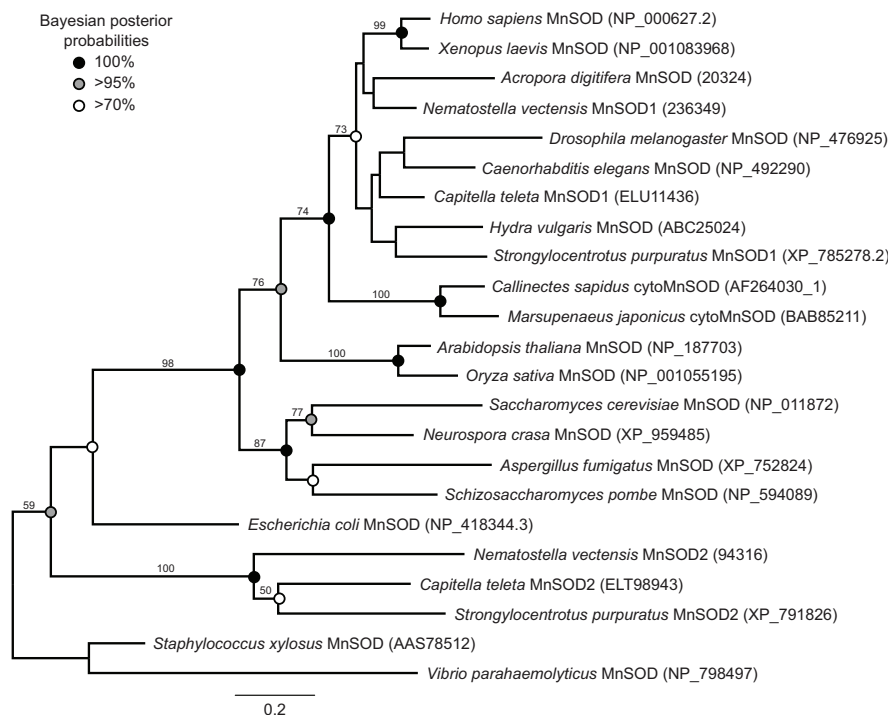 Bayesian posterior
probabilities
100%
>95%
>70%
99
Homo sapiens MnSOD (NP_000627.2)
Xenopus laevis MnSOD (NP_001083968)
Acropora digitifera MnSOD (20324)
Nematostella vectensis MnSOD1 (236349)
73
Drosophila melanogaster MnSOD (NP_476925)
Caenorhabditis elegans MnSOD (NP_492290)
Capitella teleta MnSOD1 (ELU11436)
74
Hydra vulgaris MnSOD (ABC25024)
Strongylocentrotus purpuratus MnSOD1 (XP_785278.2)
76
Callinectes sapidus cytoMnSOD (AF264030_1)
100
Marsupenaeus japonicus cytoMnSOD (BAB85211)
Arabidopsis thaliana MnSOD (NP_187703)
100
98
Oryza sativa MnSOD (NP_001055195)
Saccharomyces cerevisiae MnSOD (NP_011872)
77
Neurospora crasa MnSOD (XP_959485)
87
Aspergillus fumigatus MnSOD (XP_752824)
Schizosaccharomyces pombe MnSOD (NP_594089)
59
Escherichia coli MnSOD (NP_418344.3)
Nematostella vectensis MnSOD2 (94316)
100
Capitella teleta MnSOD2 (ELT98943)
50
Strongylocentrotus purpuratus MnSOD2 (XP_791826)
Staphylococcus xylosus MnSOD (AAS78512)
Vibrio parahaemolyticus MnSOD (NP_798497)
0.2